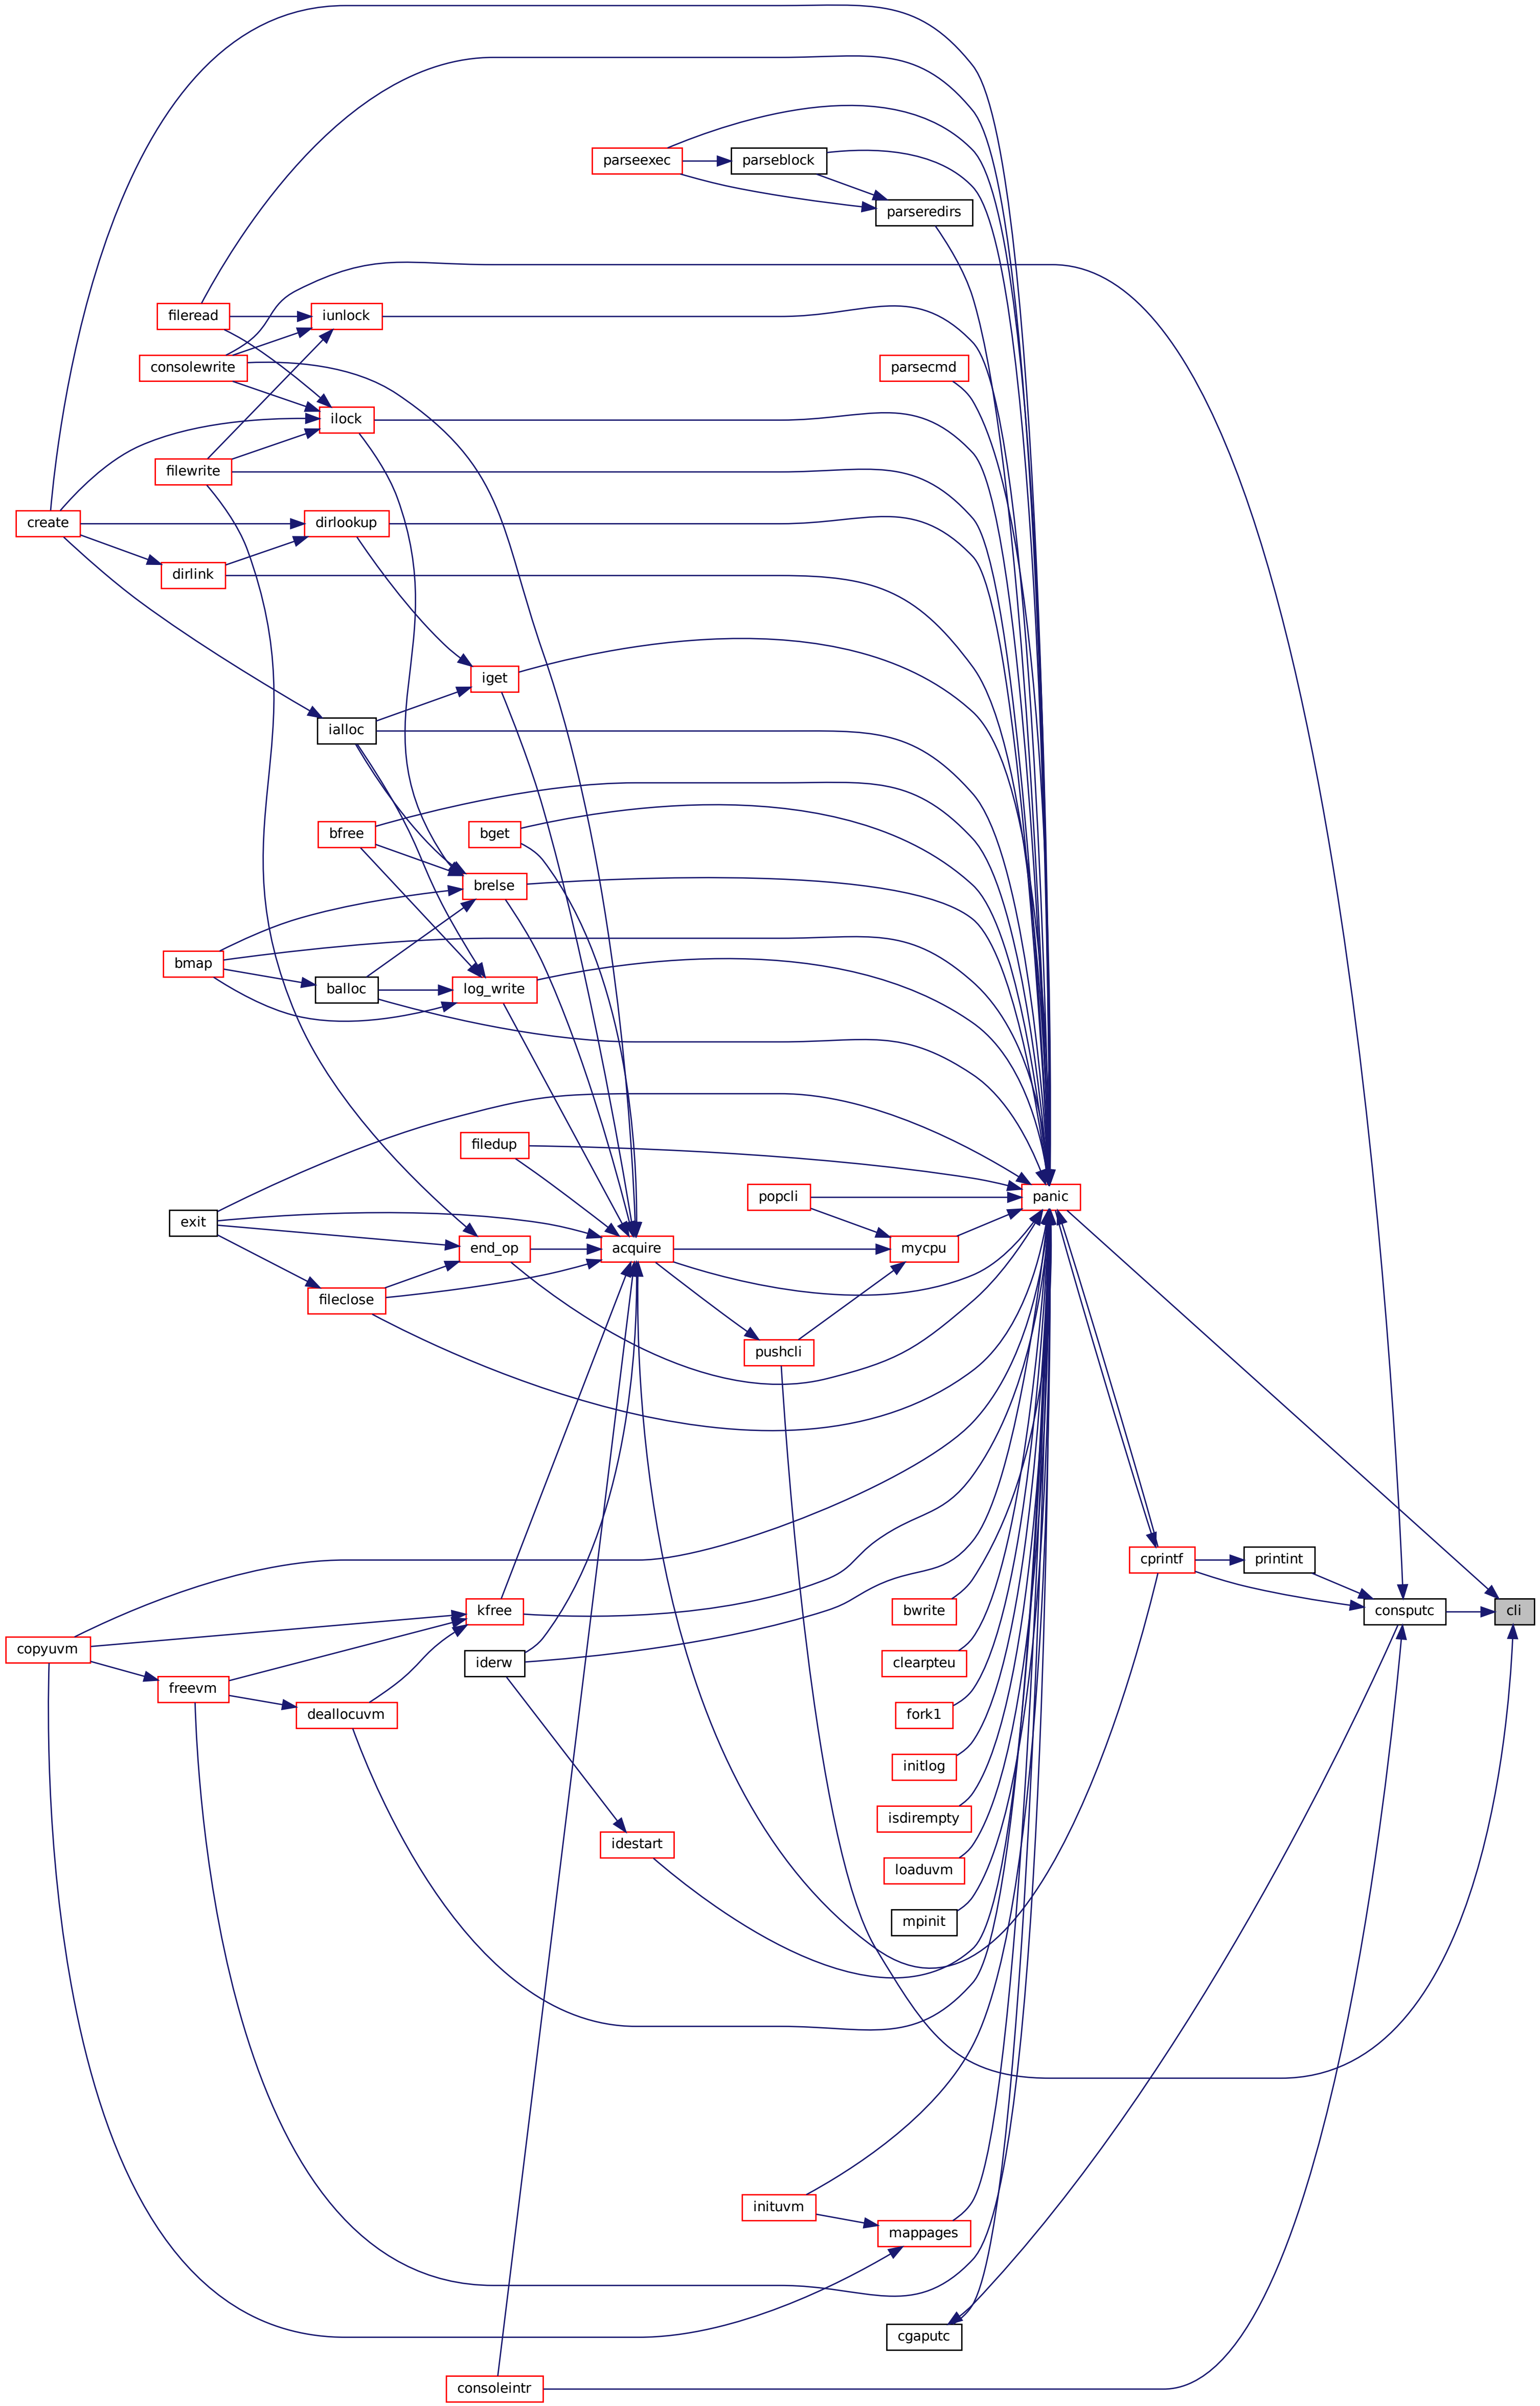 parseexec
parseblock
parseredirs
fileread
iunlock
consolewrite
parsecmd
ilock
filewrite
create
dirlookup
dirlink
iget
ialloc
bfree
bget
brelse
bmap
balloc
log_write
filedup
popcli
panic
exit
end_op
acquire
mycpu
fileclose
pushcli
cprintf
printint
kfree
bwrite
consputc
cli
copyuvm
iderw
clearpteu
freevm
deallocuvm
fork1
initlog
isdirempty
idestart
loaduvm
mpinit
inituvm
mappages
cgaputc
consoleintr